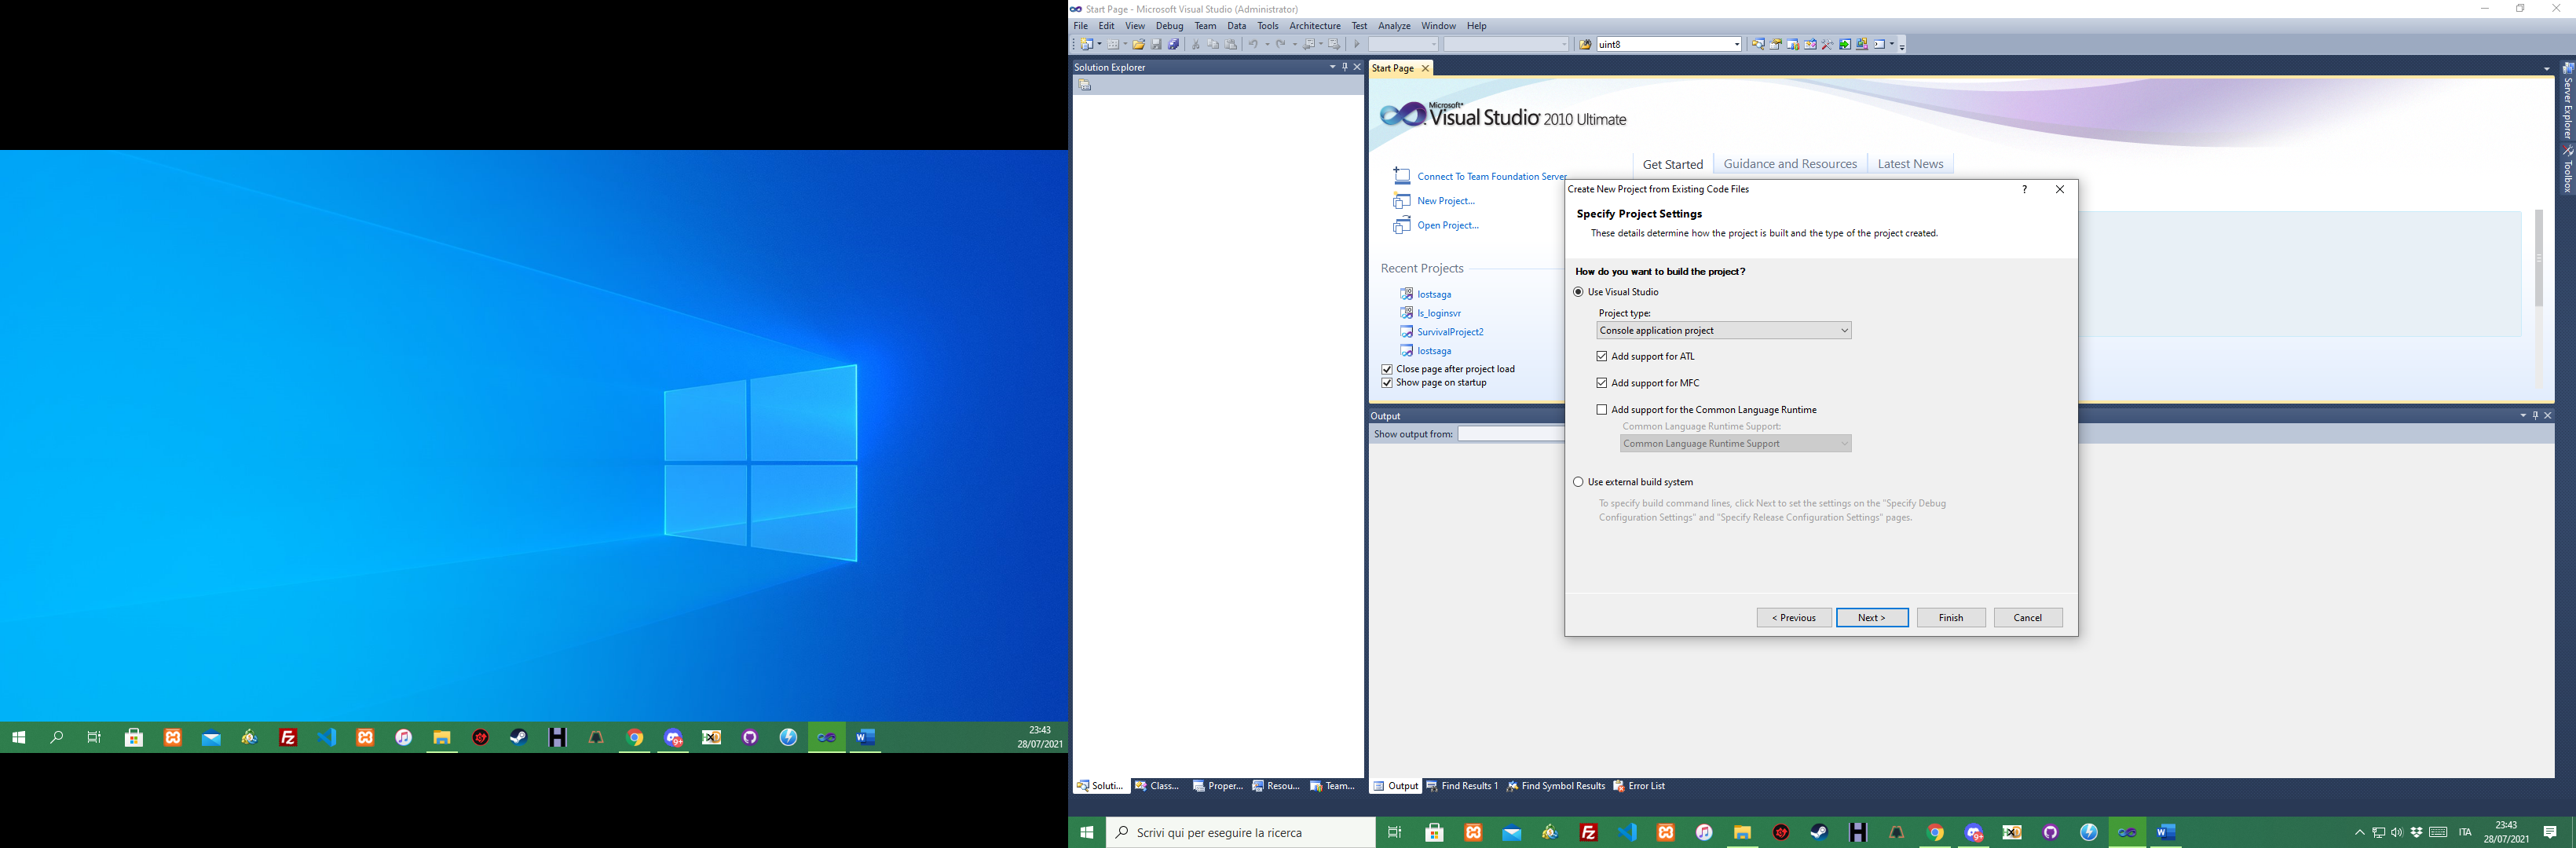 23:43
28/07/2021
Start Page - Microsoft Visual Studio (Administrator)
File Edit View Debug Team Data Tools Architecture Test Analyze Window Help
uint8
Solution Explorer
Start Page
Microsoft
Visual Studio 2010 Ultimate
Get Started Guidance and Resources Latest News
Connect To Team Foundation Server
New Project...
Open Project...
Recent Projects
lostsaga
ls_loginsvr
SurvivalProject2
lostsaga
Close page after project load
Show page on startup
Create New Project from Existing Code Files
Specify Project Settings
These details determine how the project is built and the type of the project created.
How do you want to build the project?
Use Visual Studio
Project type:
Console application project
Add support for ATL
Add support for MFC
Add support for the Common Language Runtime
Common Language Runtime Support:
Common Language Runtime Support
Use external build system
To specify build command lines, click Next to set the settings on the "Specify Debug
Configuration Settings" and "Specify Release Configuration Settings" pages.
< Previous Next > Finish Cancel
Output
Show output from:
Server Explorer
Toolbox
Soluti... Class... Proper... Resou... Team...
Output Find Results 1 Find Symbol Results Error List
Scrivi qui per eseguire la ricerca
ITA
23:43
28/07/2021